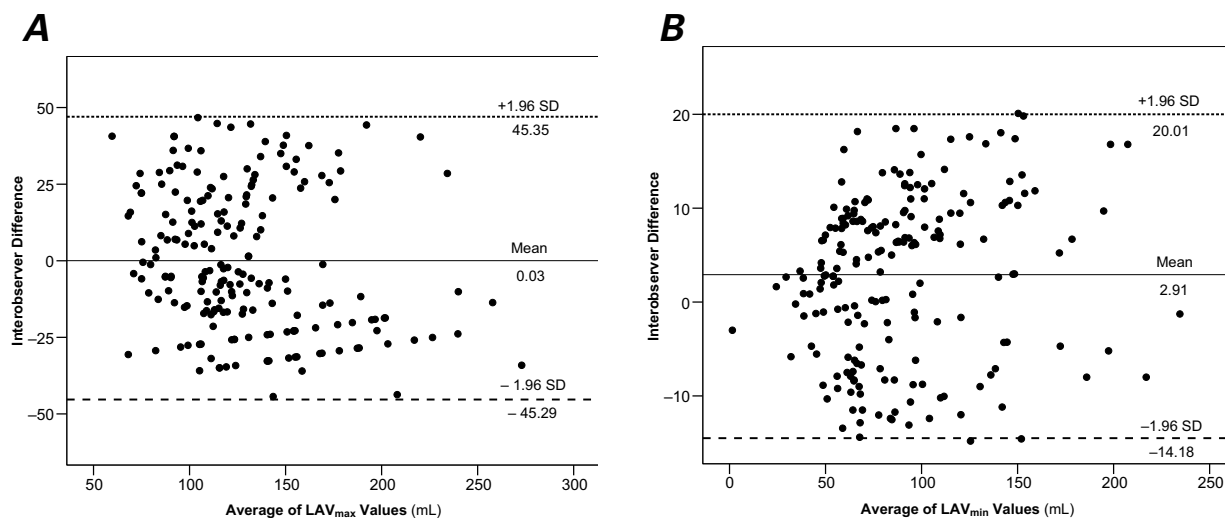 A
Interobserver Difference
50
25
0
−25
−50
+1.96 SD
45.35
Mean
0.03
− 1.96 SD
− 45.29
50 100 150 200 250 300
Average of LAVmax Values (mL)
B
Interobserver Difference
20
10
0
−10
+1.96 SD
20.01
Mean
2.91
−1.96 SD
−14.18
0 50 100 150 200 250
Average of LAVmin Values (mL)